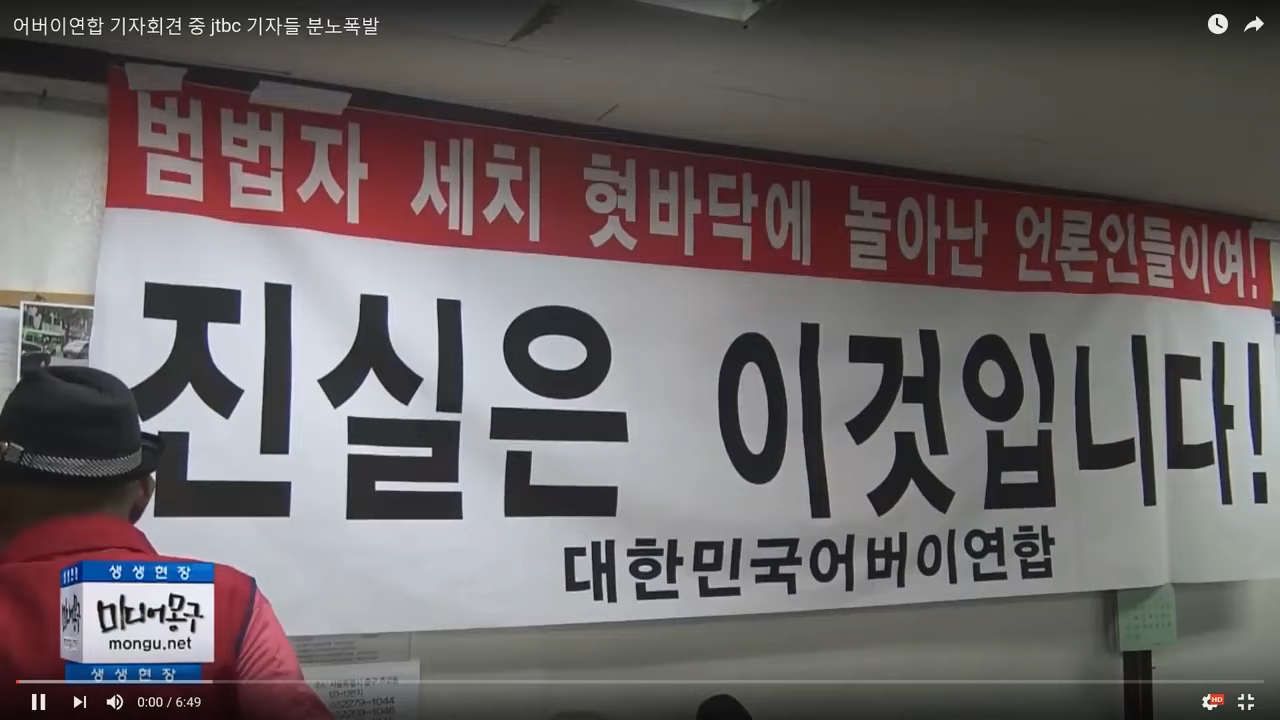 어버이연합 기자회견 중 jtbc 기자들 분노폭발
범법자 세치 혓바닥에 놀아난 언론인들이여!
진실은 이것입니다!
대한민국어버이연합
생생현장
미디어몽구
mongu.net
생생현장
0:00 / 6:49
HD